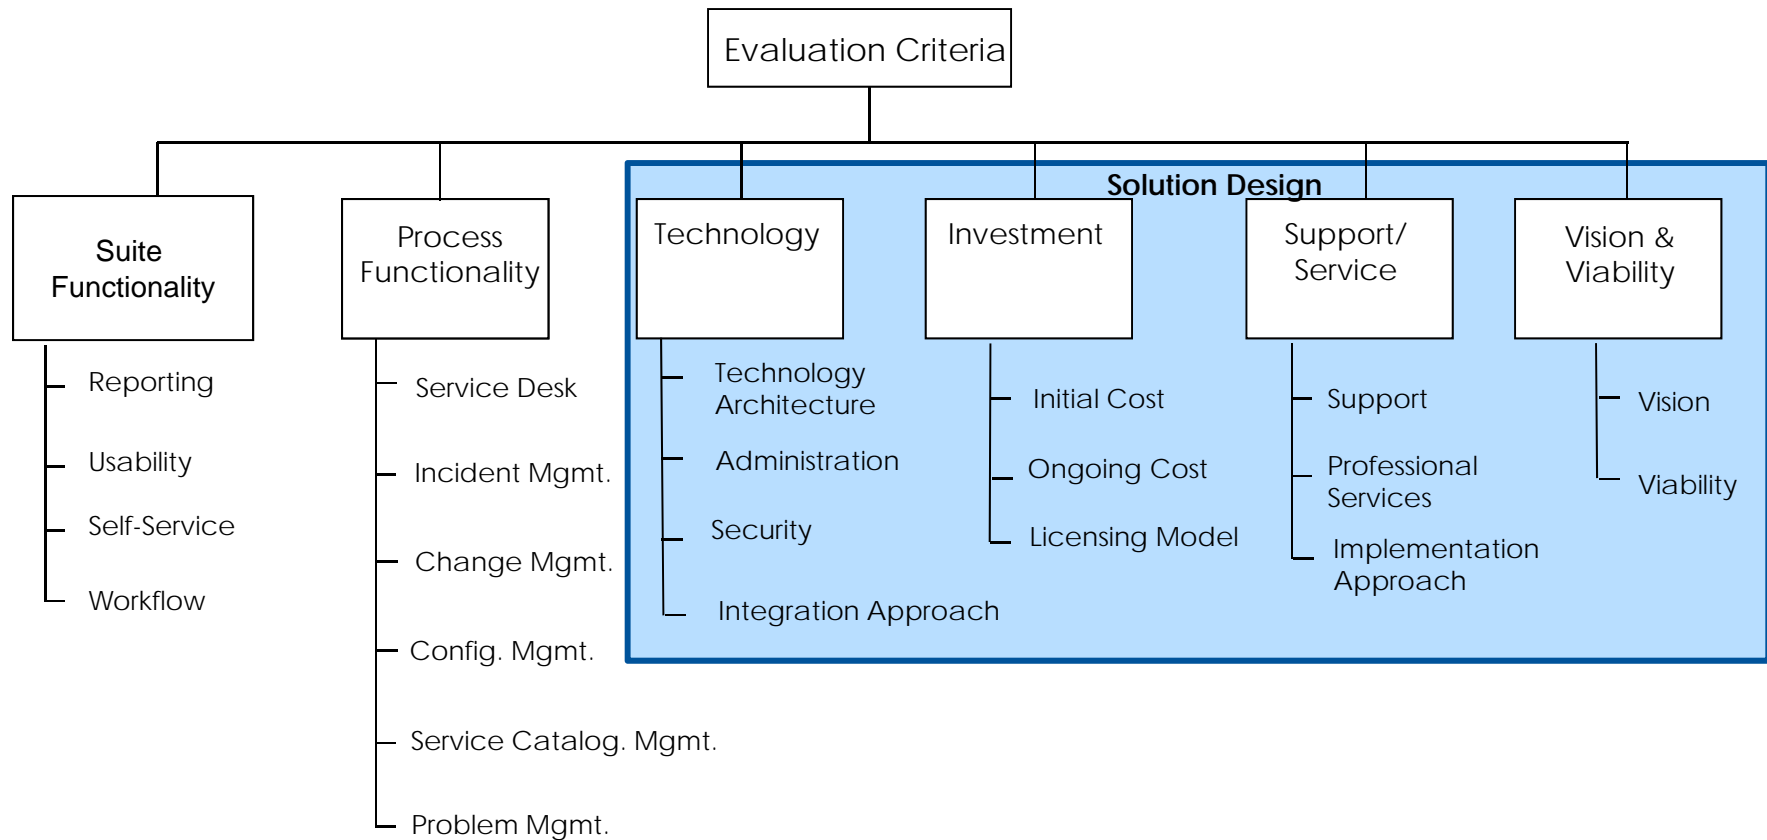 Evaluation Criteria
Solution Design
Suite
Functionality
Reporting
Usability
Self-Service
Workflow
Process
Functionality
Service Desk
Incident Mgmt.
Change Mgmt.
Config. Mgmt.
Service Catalog. Mgmt.
Problem Mgmt.
Technology
Technology
Architecture
Administration
Security
Integration Approach
Investment
Initial Cost
Ongoing Cost
Licensing Model
Support/
Service
Support
Professional
Services
Implementation
Approach
Vision &
Viability
Vision
Viability